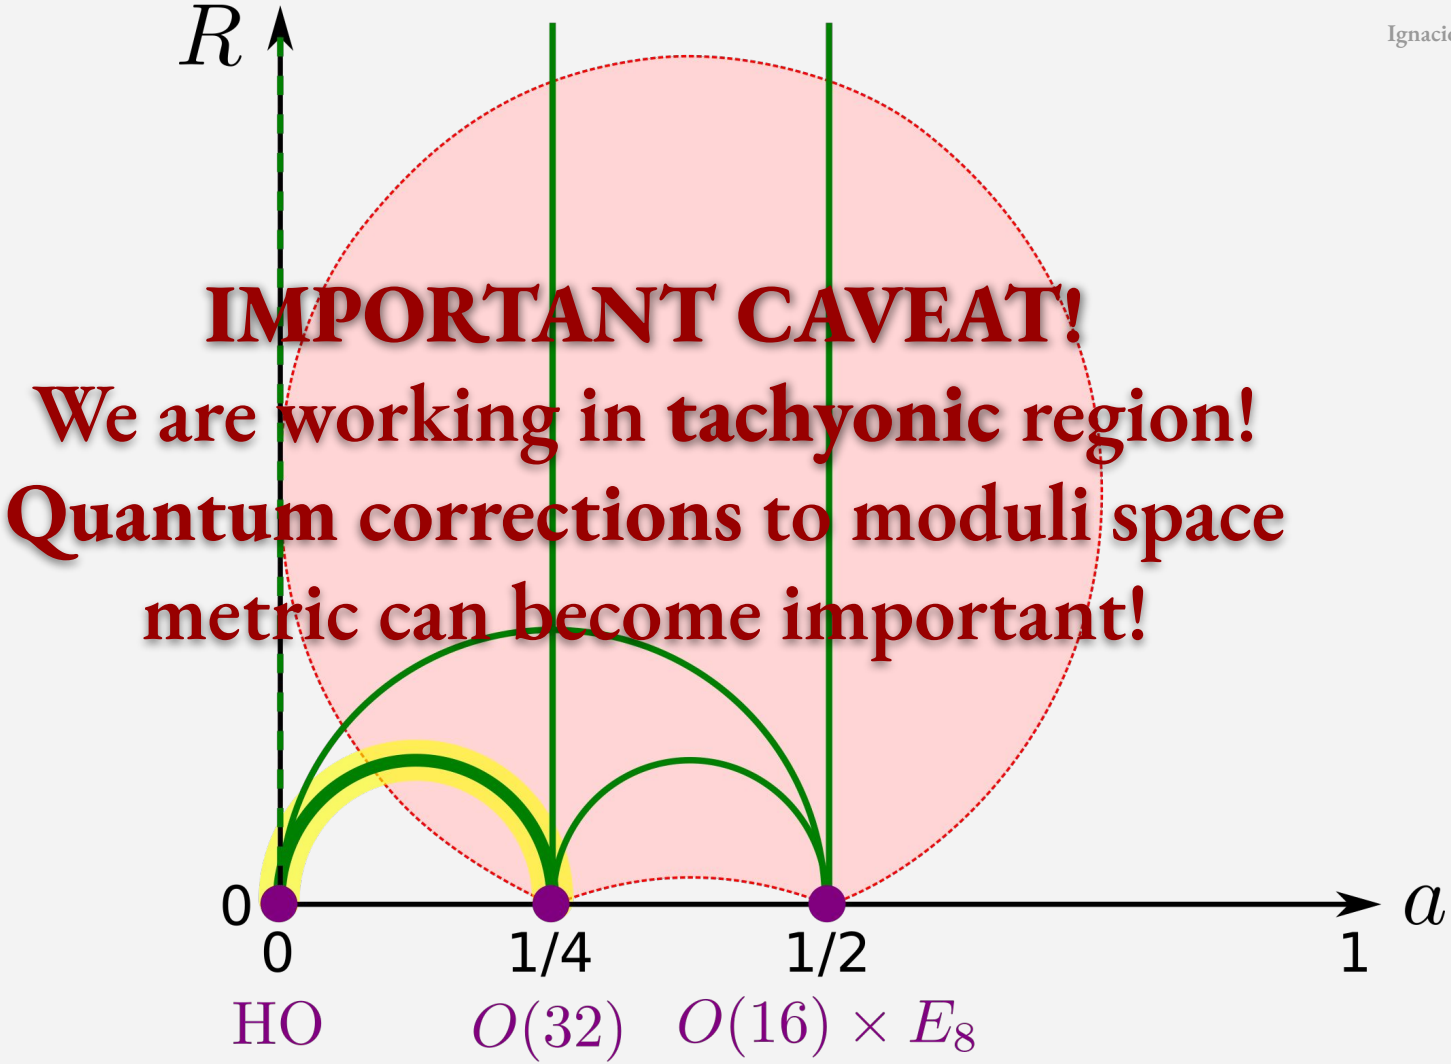 R
Ignacio
IMPORTANT CAVEAT!
We are working in tachyonic region!
Quantum corrections to moduli space
metric can become important!
0
a
0 1/4 1/2 1
HO O(32) O(16) × E₈